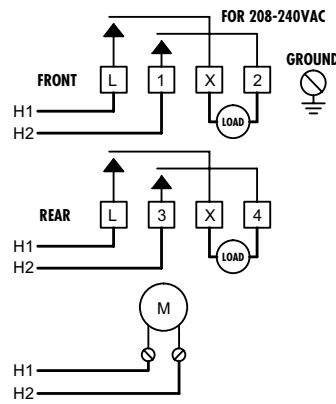 FOR 208-240VAC
GROUND
FRONT L 1 X 2
LOAD
H1
H2
REAR L 3 X 4
LOAD
H1
H2
M
H1
H2